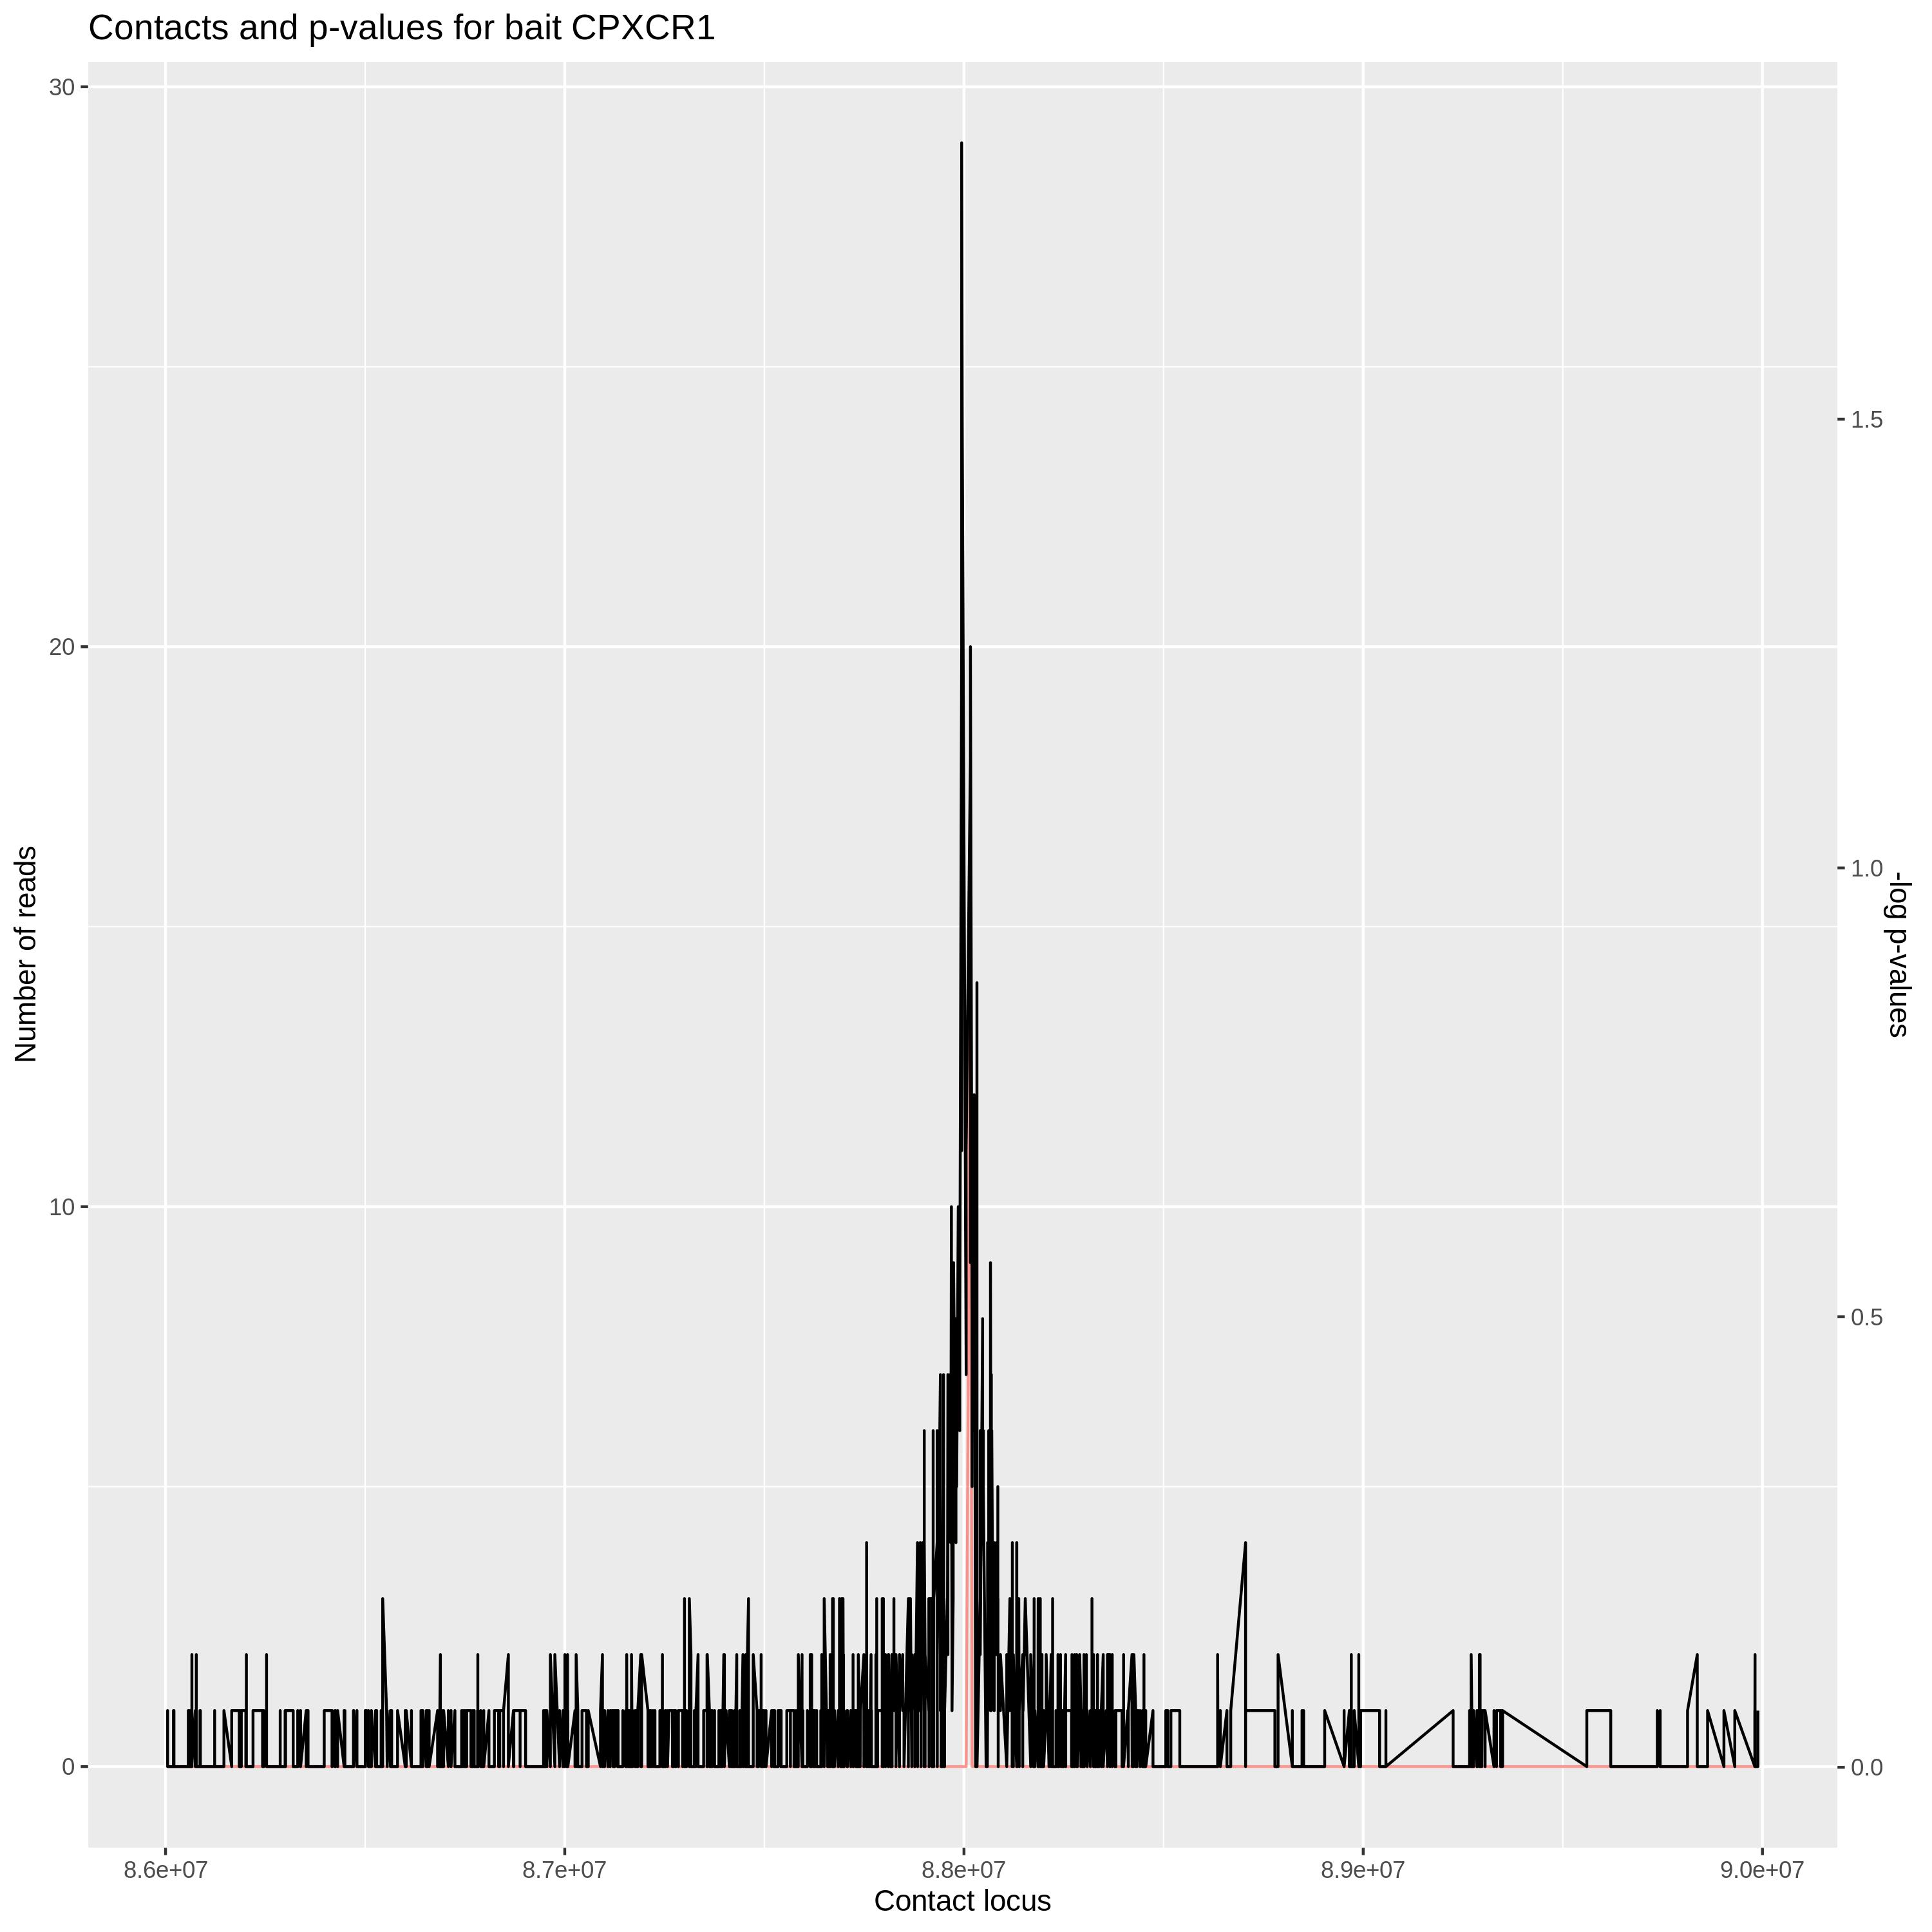 Contacts and p-values for bait CPXCR1
30
20
10
0
Number of reads
1.5
1.0
0.5
0.0
-log p-values
8.6e+07
8.7e+07
8.8e+07
8.9e+07
9.0e+07
Contact locus